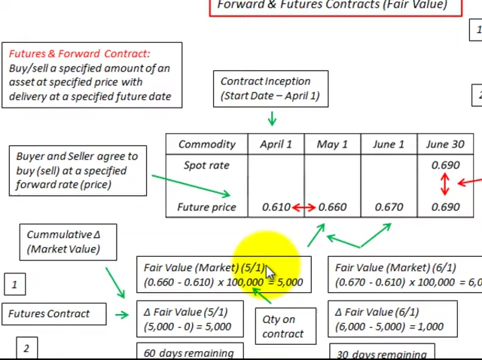 Forward & Futures Contracts (Fair Value)
1
Futures & Forward Contract:
Buy/sell a specified amount of an
asset at specified price with
delivery at a specified future date
2
Contract Inception
(Start Date – April 1)
Commodity April 1 May 1 June 1 June 30
Spot rate 0.690
Future price 0.610 0.660 0.670 0.690
Buyer and Seller agree to
buy (sell) at a specified
forward rate (price)
Cummulative Δ
(Market Value)
Fair Value (Market) (5/1)
(0.660 - 0.610) x 100,000 = 5,000
Fair Value (Market) (6/1)
(0.670 - 0.610) x 100,000 = 6,0
1
Futures Contract
Δ Fair Value (5/1)
(5,000 - 0) = 5,000
Qty on
contract
Δ Fair Value (6/1)
(6,000 - 5,000) = 1,000
2
60 days remaining
30 days remaining